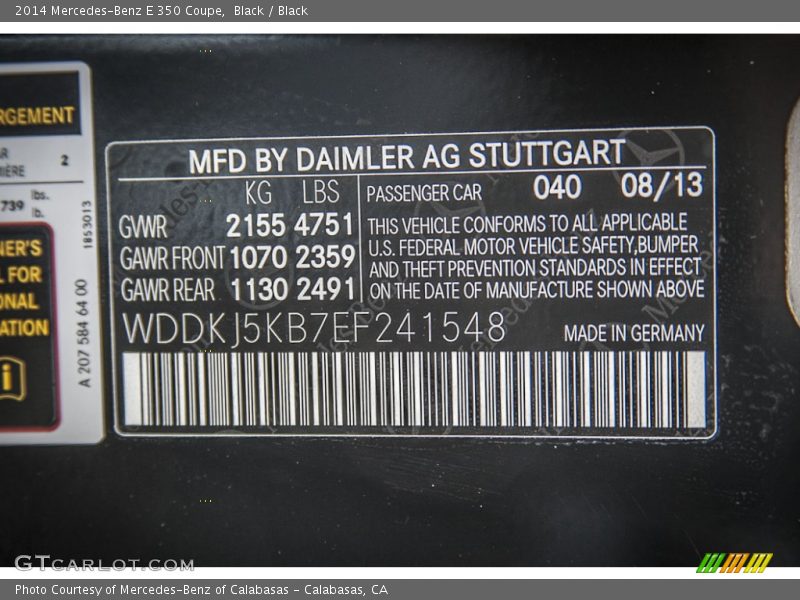 2014 Mercedes-Benz E 350 Coupe, Black / Black
RGEMENT
2
739 lbs.
lb.
1853013
NER'S
L FOR
ONAL
ATION
i
A 207 584 64 00
MFD BY DAIMLER AG STUTTGART
KG LBS
GWR 2155 4751
GAWR FRONT 1070 2359
GAWR REAR 1130 2491
PASSENGER CAR 040 08/13
THIS VEHICLE CONFORMS TO ALL APPLICABLE
U.S. FEDERAL MOTOR VEHICLE SAFETY,BUMPER
AND THEFT PREVENTION STANDARDS IN EFFECT
ON THE DATE OF MANUFACTURE SHOWN ABOVE
WDDKJ5KB7EF241548
MADE IN GERMANY
GTCARLOT.COM
Photo Courtesy of Mercedes-Benz of Calabasas - Calabasas, CA